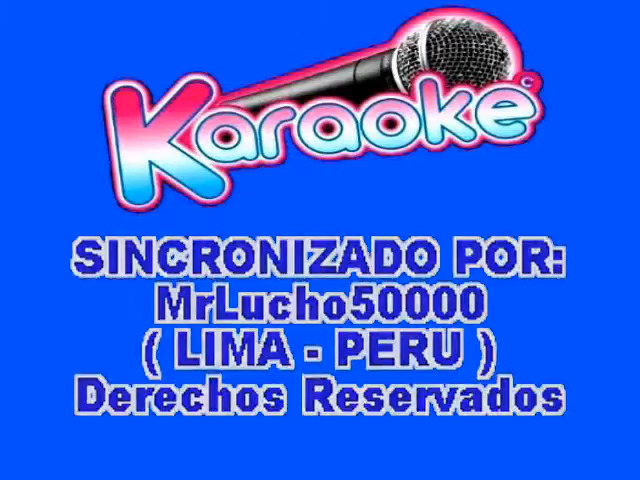 Karaoke ©
SINCRONIZADO POR:
MrLucho50000
( LIMA - PERU )
Derechos Reservados